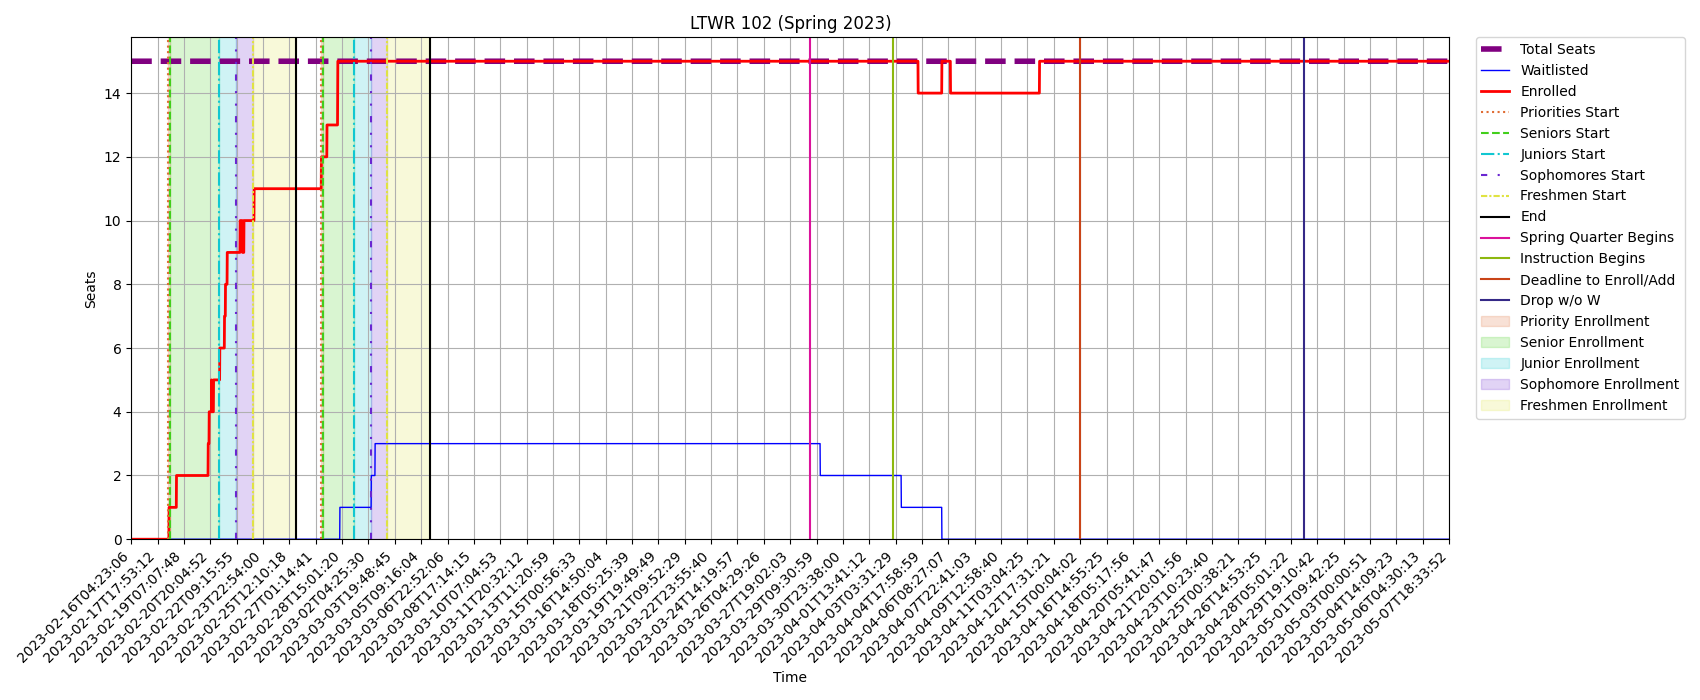 LTWR 102 (Spring 2023)
Total Seats
Waitlisted
Enrolled
Priorities Start
Seniors Start
Juniors Start
Sophomores Start
Freshmen Start
End
Spring Quarter Begins
Instruction Begins
Deadline to Enroll/Add
Drop w/o W
Priority Enrollment
Senior Enrollment
Junior Enrollment
Sophomore Enrollment
Freshmen Enrollment
Seats
14
12
10
8
6
4
2
0
2023-02-16T04:23:06
2023-02-17T17:53:12
2023-02-19T07:07:48
2023-02-20T20:04:52
2023-02-22T09:15:55
2023-02-23T22:54:00
2023-02-25T12:10:18
2023-02-27T01:14:41
2023-02-28T15:01:20
2023-03-02T04:25:30
2023-03-03T19:48:45
2023-03-05T09:16:04
2023-03-06T22:52:06
2023-03-08T17:14:15
2023-03-10T07:04:53
2023-03-11T20:32:12
2023-03-13T11:20:59
2023-03-15T00:56:33
2023-03-16T14:50:04
2023-03-18T05:25:39
2023-03-19T19:49:49
2023-03-21T09:52:29
2023-03-22T23:55:40
2023-03-24T14:19:57
2023-03-26T04:29:26
2023-03-27T19:02:03
2023-03-29T09:30:59
2023-03-30T23:38:00
2023-04-01T13:41:12
2023-04-03T03:31:29
2023-04-04T17:58:59
2023-04-06T08:27:07
2023-04-07T22:41:03
2023-04-09T12:58:40
2023-04-11T03:04:25
2023-04-12T17:31:21
2023-04-15T00:04:02
2023-04-16T14:55:25
2023-04-18T05:17:56
2023-04-20T05:41:47
2023-04-21T20:01:56
2023-04-23T10:23:40
2023-04-25T00:38:21
2023-04-26T14:53:25
2023-04-28T05:01:22
2023-04-29T19:10:42
2023-05-01T09:42:25
2023-05-03T00:00:51
2023-05-04T14:09:23
2023-05-06T04:30:13
2023-05-07T18:33:52
Time